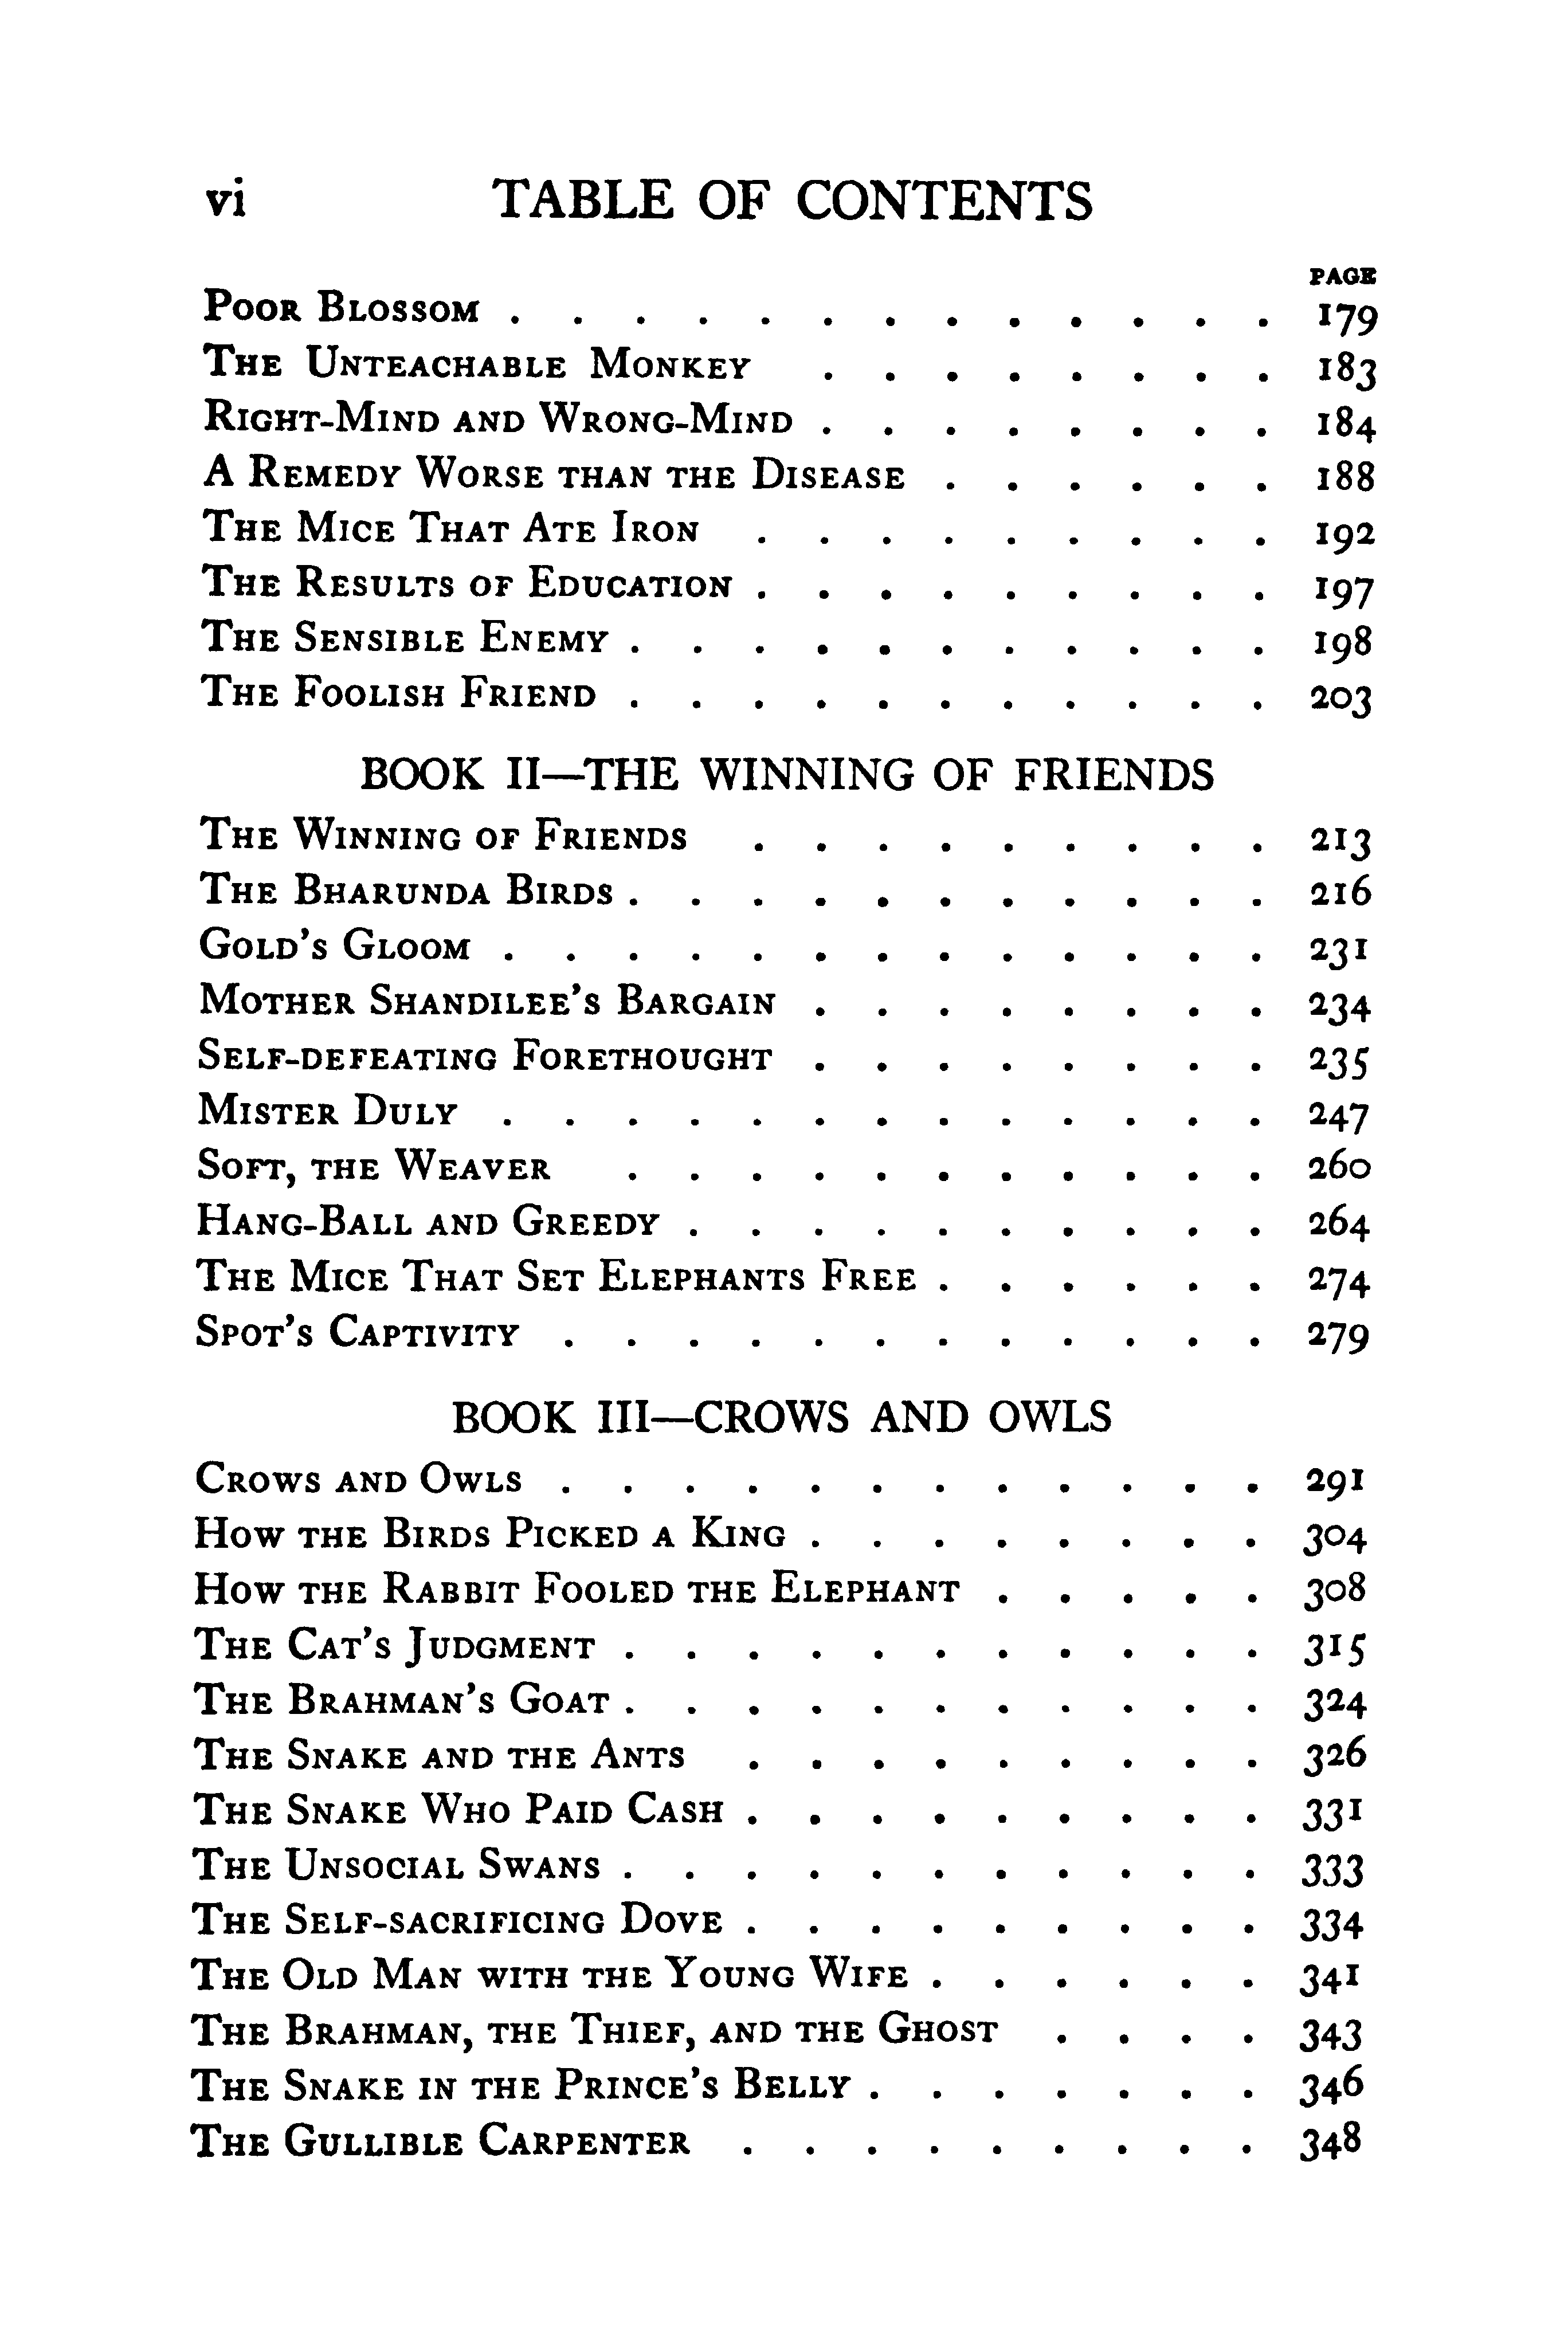 vi TABLE OF CONTENTS
PAGE
Poor Blossom . . . . . . . . . . . . . 179
The Unteachable Monkey . . . . . . . . 183
Right-Mind and Wrong-Mind . . . . . . . . 184
A Remedy Worse than the Disease . . . . . . 188
The Mice That Ate Iron . . . . . . . . . 192
The Results of Education . . . . . . . . . 197
The Sensible Enemy . . . . . . . . . . . 198
The Foolish Friend . . . . . . . . . . . 203
BOOK II—THE WINNING OF FRIENDS
The Winning of Friends . . . . . . . . . 213
The Bharunda Birds . . . . . . . . . . . 216
Gold's Gloom . . . . . . . . . . . . . 231
Mother Shandilee's Bargain . . . . . . . . 234
Self-defeating Forethought . . . . . . . . 235
Mister Duly . . . . . . . . . . . . . 247
Soft, the Weaver . . . . . . . . . . . 260
Hang-Ball and Greedy . . . . . . . . . . 264
The Mice That Set Elephants Free . . . . . . 274
Spot's Captivity . . . . . . . . . . . . 279
BOOK III—CROWS AND OWLS
Crows and Owls . . . . . . . . . . . . 291
How the Birds Picked a King . . . . . . . . 304
How the Rabbit Fooled the Elephant . . . . . 308
The Cat's Judgment . . . . . . . . . . . 315
The Brahman's Goat . . . . . . . . . . . 324
The Snake and the Ants . . . . . . . . . 326
The Snake Who Paid Cash . . . . . . . . . 331
The Unsocial Swans . . . . . . . . . . . 333
The Self-sacrificing Dove . . . . . . . . . 334
The Old Man with the Young Wife . . . . . . 341
The Brahman, the Thief, and the Ghost . . . . 343
The Snake in the Prince's Belly . . . . . . . 346
The Gullible Carpenter . . . . . . . . . 348